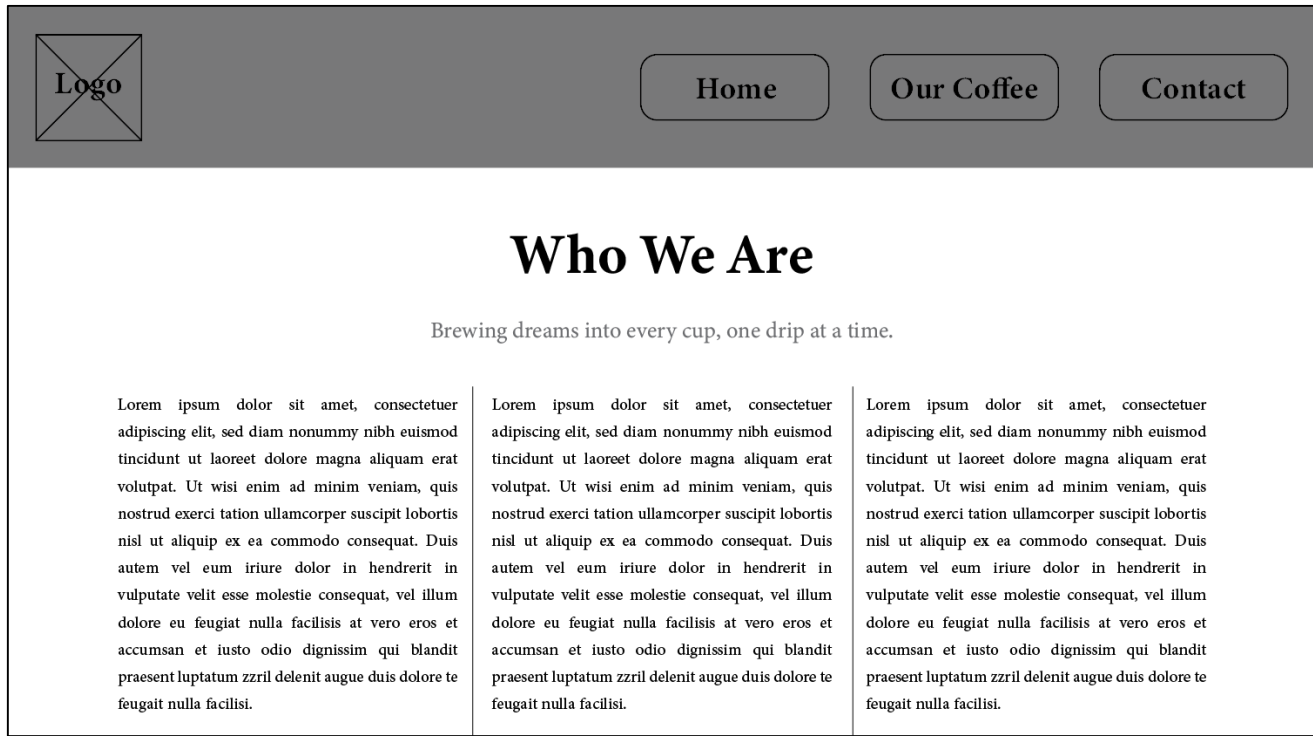 Logo
Home
Our Coffee
Contact
Who We Are
Brewing dreams into every cup, one drip at a time.
Lorem ipsum dolor sit amet, consectetuer
adipiscing elit, sed diam nonummy nibh euismod
tincidunt ut laoreet dolore magna aliquam erat
volutpat. Ut wisi enim ad minim veniam, quis
nostrud exerci tation ullamcorper suscipit lobortis
nisl ut aliquip ex ea commodo consequat. Duis
autem vel eum iriure dolor in hendrerit in
vulputate velit esse molestie consequat, vel illum
dolore eu feugiat nulla facilisis at vero eros et
accumsan et iusto odio dignissim qui blandit
praesent luptatum zzril delenit augue duis dolore te
feugait nulla facilisi.
Lorem ipsum dolor sit amet, consectetuer
adipiscing elit, sed diam nonummy nibh euismod
tincidunt ut laoreet dolore magna aliquam erat
volutpat. Ut wisi enim ad minim veniam, quis
nostrud exerci tation ullamcorper suscipit lobortis
nisl ut aliquip ex ea commodo consequat. Duis
autem vel eum iriure dolor in hendrerit in
vulputate velit esse molestie consequat, vel illum
dolore eu feugiat nulla facilisis at vero eros et
accumsan et iusto odio dignissim qui blandit
praesent luptatum zzril delenit augue duis dolore te
feugait nulla facilisi.
Lorem ipsum dolor sit amet, consectetuer
adipiscing elit, sed diam nonummy nibh euismod
tincidunt ut laoreet dolore magna aliquam erat
volutpat. Ut wisi enim ad minim veniam, quis
nostrud exerci tation ullamcorper suscipit lobortis
nisl ut aliquip ex ea commodo consequat. Duis
autem vel eum iriure dolor in hendrerit in
vulputate velit esse molestie consequat, vel illum
dolore eu feugiat nulla facilisis at vero eros et
accumsan et iusto odio dignissim qui blandit
praesent luptatum zzril delenit augue duis dolore te
feugait nulla facilisi.